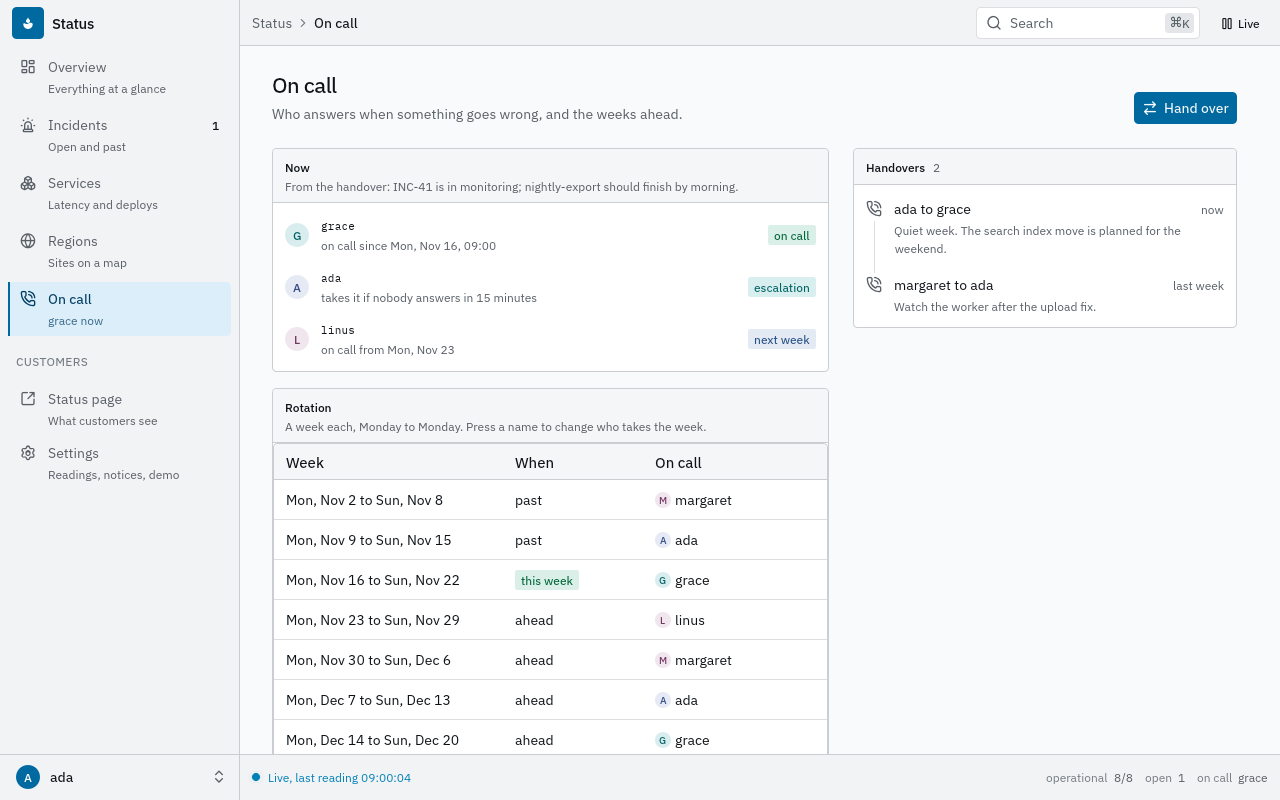 Status
Overview
Everything at a glance
Incidents 1
Open and past
Services
Latency and deploys
Regions
Sites on a map
On call
grace now
CUSTOMERS
Status page
What customers see
Settings
Readings, notices, demo
A ada
Status > On call
Search ⌘K
Live
On call
Who answers when something goes wrong, and the weeks ahead.
Hand over
Now
From the handover: INC-41 is in monitoring; nightly-export should finish by morning.
G grace on call
on call since Mon, Nov 16, 09:00
A ada escalation
takes it if nobody answers in 15 minutes
L linus next week
on call from Mon, Nov 23
Rotation
A week each, Monday to Monday. Press a name to change who takes the week.
Week When On call
Mon, Nov 2 to Sun, Nov 8 past M margaret
Mon, Nov 9 to Sun, Nov 15 past A ada
Mon, Nov 16 to Sun, Nov 22 this week G grace
Mon, Nov 23 to Sun, Nov 29 ahead L linus
Mon, Nov 30 to Sun, Dec 6 ahead M margaret
Mon, Dec 7 to Sun, Dec 13 ahead A ada
Mon, Dec 14 to Sun, Dec 20 ahead G grace
Handovers 2
ada to grace now
Quiet week. The search index move is planned for the
weekend.
margaret to ada last week
Watch the worker after the upload fix.
Live, last reading 09:00:04
operational 8/8 open 1 on call grace